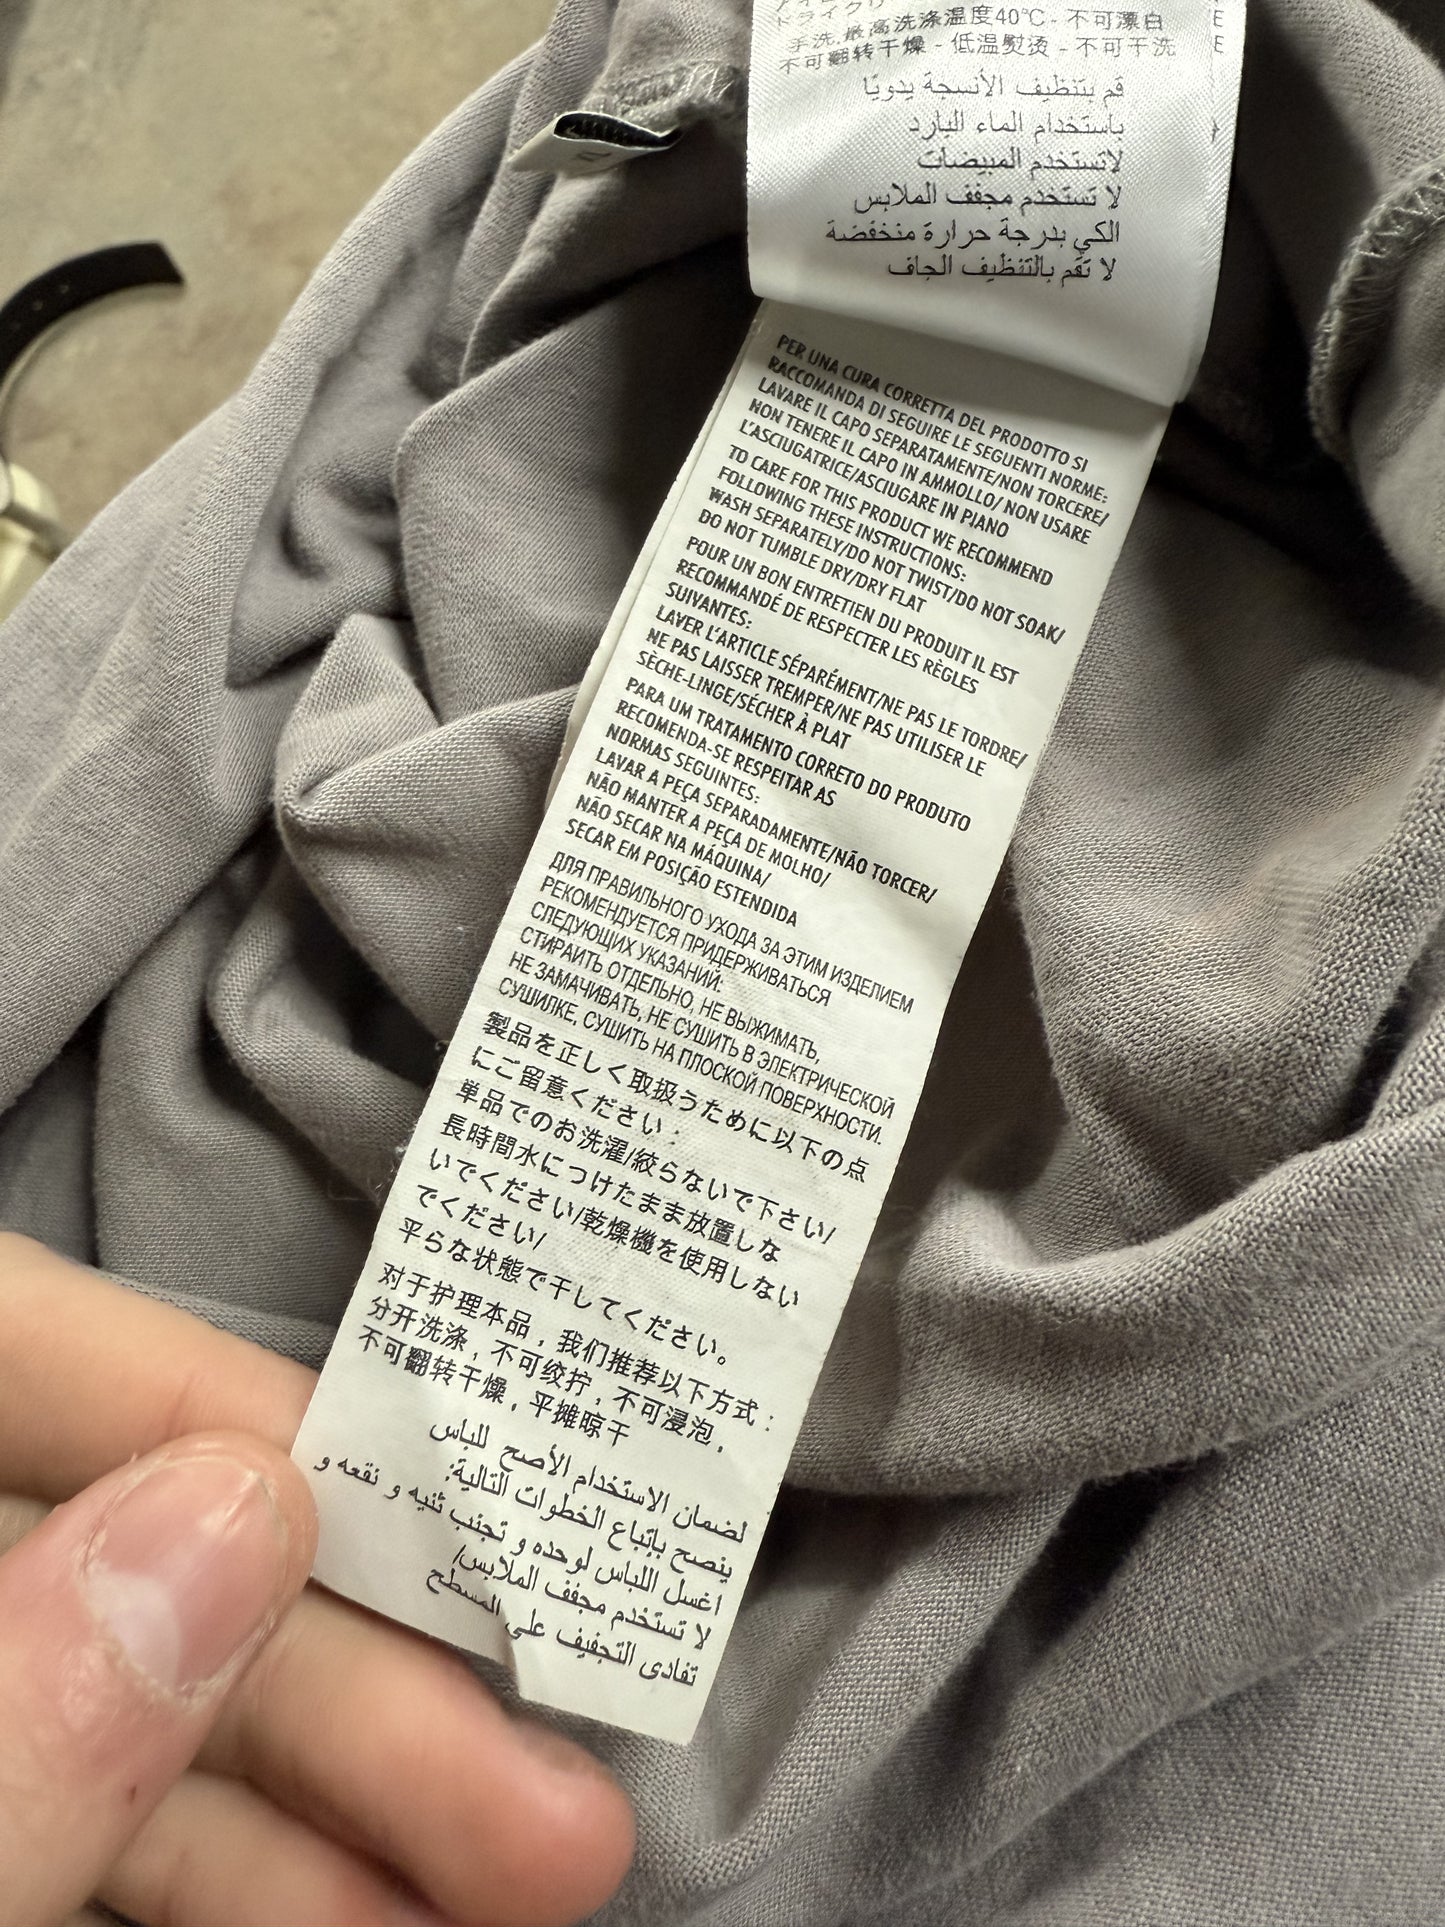 ドライクリ
手洗.最高洗涤温度40℃ - 不可漂白
不可翻转干燥 - 低温熨烫 - 不可干洗
E
E
قم بتنظيف الأنسجة يدويًا
باستخدام الماء البارد
لاتستخدم المبيضات
لا تستخدم مجفف الملابس
الكي بدرجة حرارة منخفضة
لا تقم بالتنظيف الجاف
PER UNA CURA CORRETTA DEL PRODOTTO SI
RACCOMANDA DI SEGUIRE LE SEGUENTI NORME:
LAVARE IL CAPO SEPARATAMENTE/NON TORCERE/
NON TENERE IL CAPO IN AMMOLLO/ NON USARE
L'ASCIUGATRICE/ASCIUGARE IN PIANO
TO CARE FOR THIS PRODUCT WE RECOMMEND
FOLLOWING THESE INSTRUCTIONS:
WASH SEPARATELY/DO NOT TWIST/DO NOT SOAK/
DO NOT TUMBLE DRY/DRY FLAT
POUR UN BON ENTRETIEN DU PRODUIT IL EST
RECOMMANDÉ DE RESPECTER LES RÈGLES
SUIVANTES:
LAVER L'ARTICLE SÉPARÉMENT/NE PAS LE TORDRE/
NE PAS LAISSER TREMPER/NE PAS UTILISER LE
SÈCHE-LINGE/SÉCHER À PLAT
PARA UM TRATAMENTO CORRETO DO PRODUTO
RECOMENDA-SE RESPEITAR AS
NORMAS SEGUINTES:
LAVAR A PEÇA SEPARADAMENTE/NÃO TORCER/
NÃO MANTER A PEÇA DE MOLHO/
NÃO SECAR NA MÁQUINA/
SECAR EM POSIÇÃO ESTENDIDA
ДЛЯ ПРАВИЛЬНОГО УХОДА ЗА ЭТИМ ИЗДЕЛИЕМ
РЕКОМЕНДУЕТСЯ ПРИДЕРЖИВАТЬСЯ
СЛЕДУЮЩИХ УКАЗАНИЙ:
СТИРАИТЬ ОТДЕЛЬНО, НЕ ВЫЖИМАТЬ,
НЕ ЗАМАЧИВАТЬ, НЕ СУШИТЬ В ЭЛЕКТРИЧЕСКОЙ
СУШИЛКЕ, СУШИТЬ НА ПЛОСКОЙ ПОВЕРХНОСТИ.
製品を正しく取扱うために以下の点
にご留意ください：
単品でのお洗濯/絞らないで下さい/
長時間水につけたまま放置しな
いでください/乾燥機を使用しない
でください/
平らな状態で干してください。
对于护理本品，我们推荐以下方式：
分开洗涤，不可绞拧，不可浸泡，
不可翻转干燥，平摊晾干
لضمان الاستخدام الأصح للباس
ينصح بإتباع الخطوات التالية:
اغسل اللباس لوحده و تجنب ثنيه و نقعه و
لا تستخدم مجفف الملابس/
تفادى التجفيف على المسطح